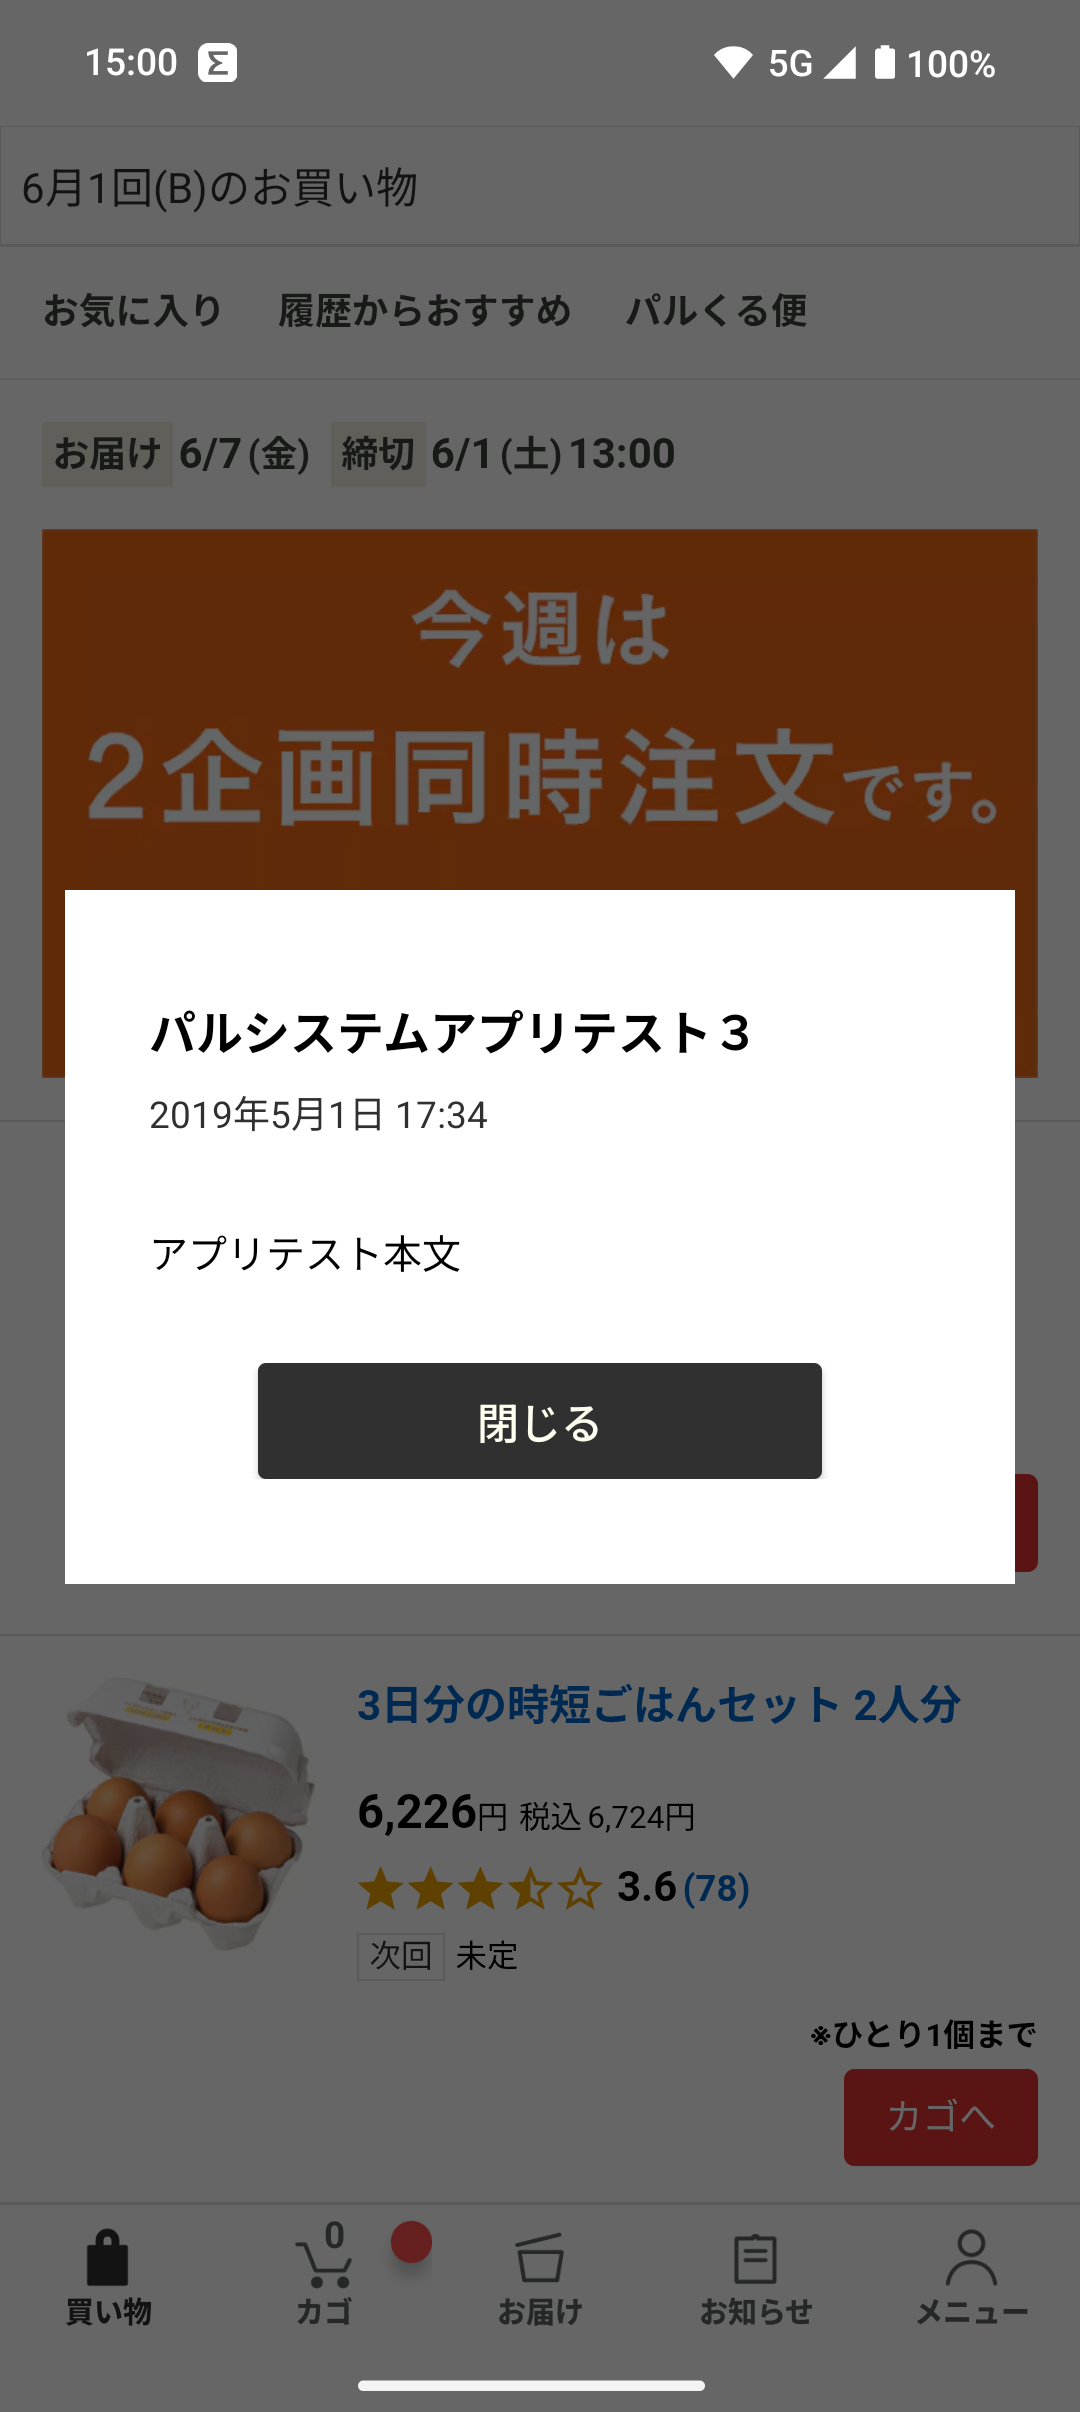 15:00
5G 100%
6月1回(B)のお買い物
お気に入り 履歴からおすすめ パルくる便
お届け 6/7(金) 締切 6/1(土)13:00
今週は
2企画同時注文です。
パルシステムアプリテスト３
2019年5月1日 17:34
アプリテスト本文
閉じる
3日分の時短ごはんセット 2人分
6,226円 税込 6,724円
3.6(78)
次回 未定
※ひとり1個まで
カゴへ
0
買い物 カゴ お届け お知らせ メニュー